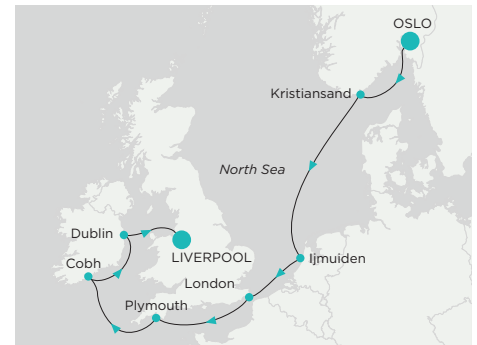 OSLO
Kristiansand
North Sea
Dublin
LIVERPOOL
Ijmuiden
Cobh
London
Plymouth